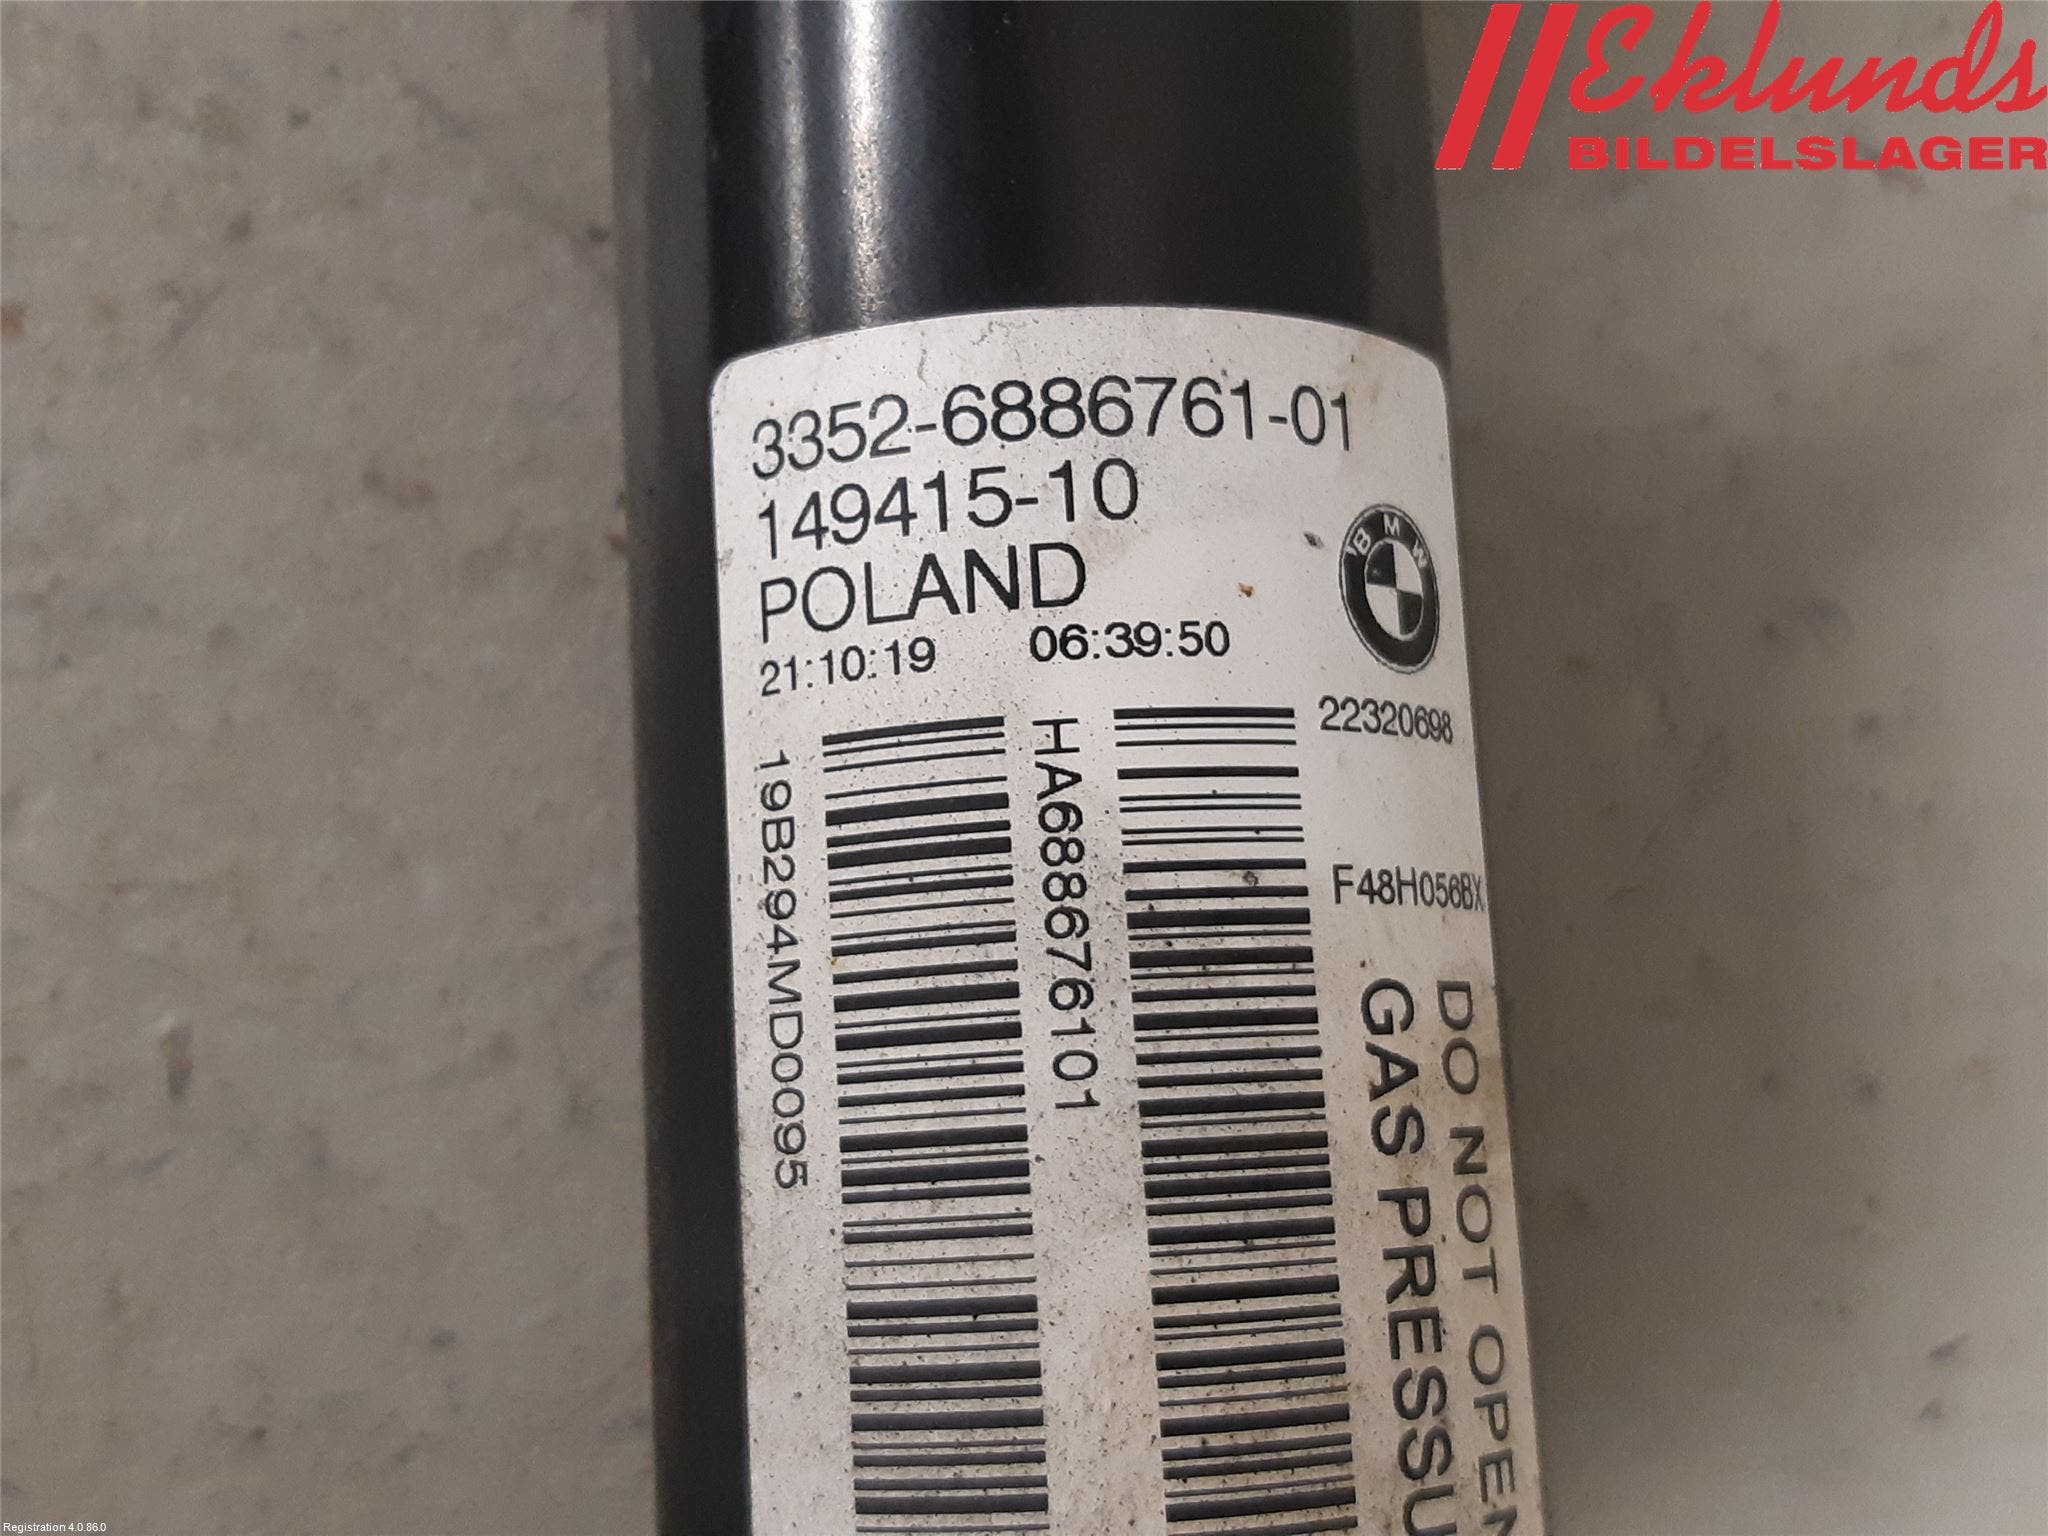 Eklunds
BILDELSLAGER
3352-6886761-01
149415-10
POLAND
21:10:19 06:39:50
BMW
22320698
19B294MD0095
HA688676101
F48H056BX
GAS PRESSU
DO NOT OPEN
Registration 4.0.86.0